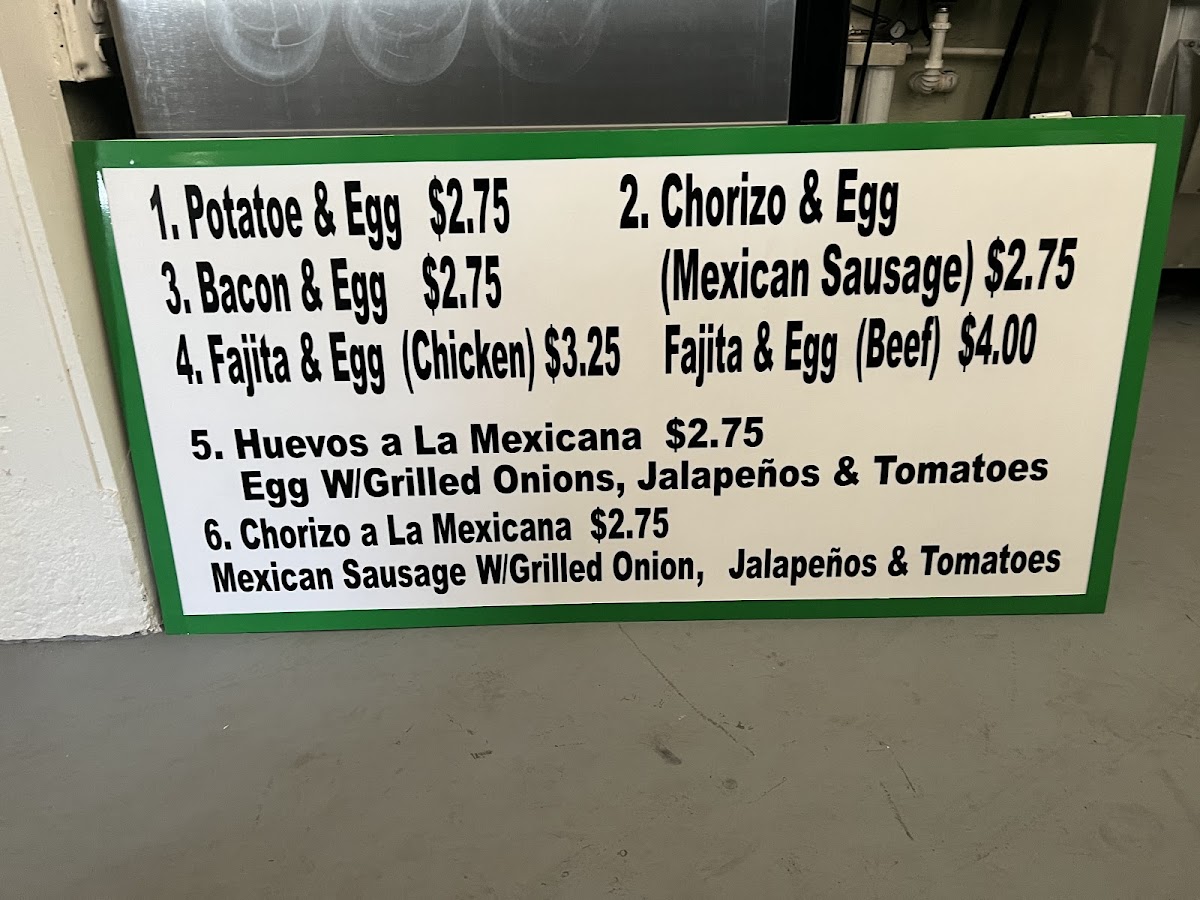 1. Potatoe & Egg $2.75
2. Chorizo & Egg
(Mexican Sausage) $2.75
3. Bacon & Egg $2.75
4. Fajita & Egg (Chicken) $3.25
Fajita & Egg (Beef) $4.00
5. Huevos a La Mexicana $2.75
Egg W/Grilled Onions, Jalapeños & Tomatoes
6. Chorizo a La Mexicana $2.75
Mexican Sausage W/Grilled Onion, Jalapeños & Tomatoes